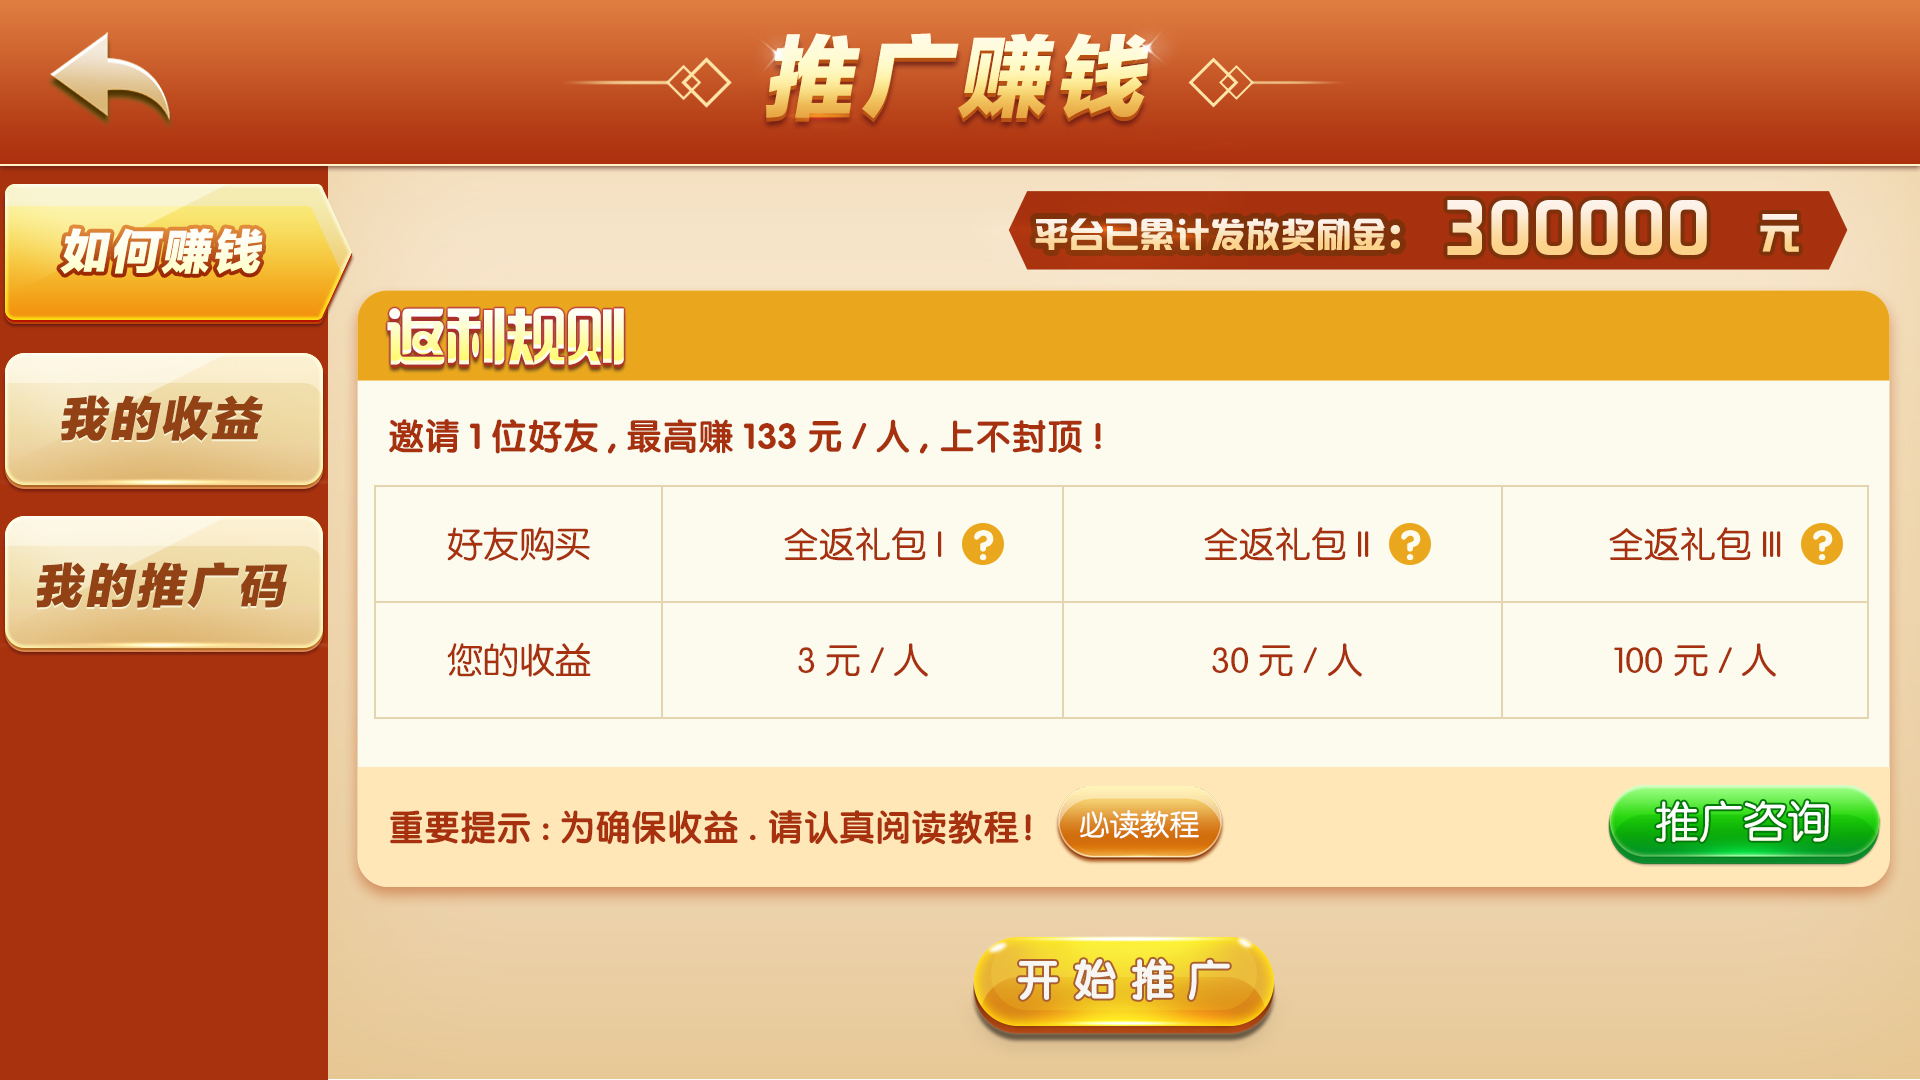 推广赚钱
如何赚钱
我的收益
我的推广码
平台已累计发放奖励金: 300000 元
返利规则
邀请1位好友,最高赚 133 元 / 人,上不封顶!
好友购买 全返礼包 I ? 全返礼包 II ? 全返礼包 III ?
您的收益 3 元 / 人 30 元 / 人 100 元 / 人
重要提示:为确保收益.请认真阅读教程! 必读教程 推广咨询
开始推广